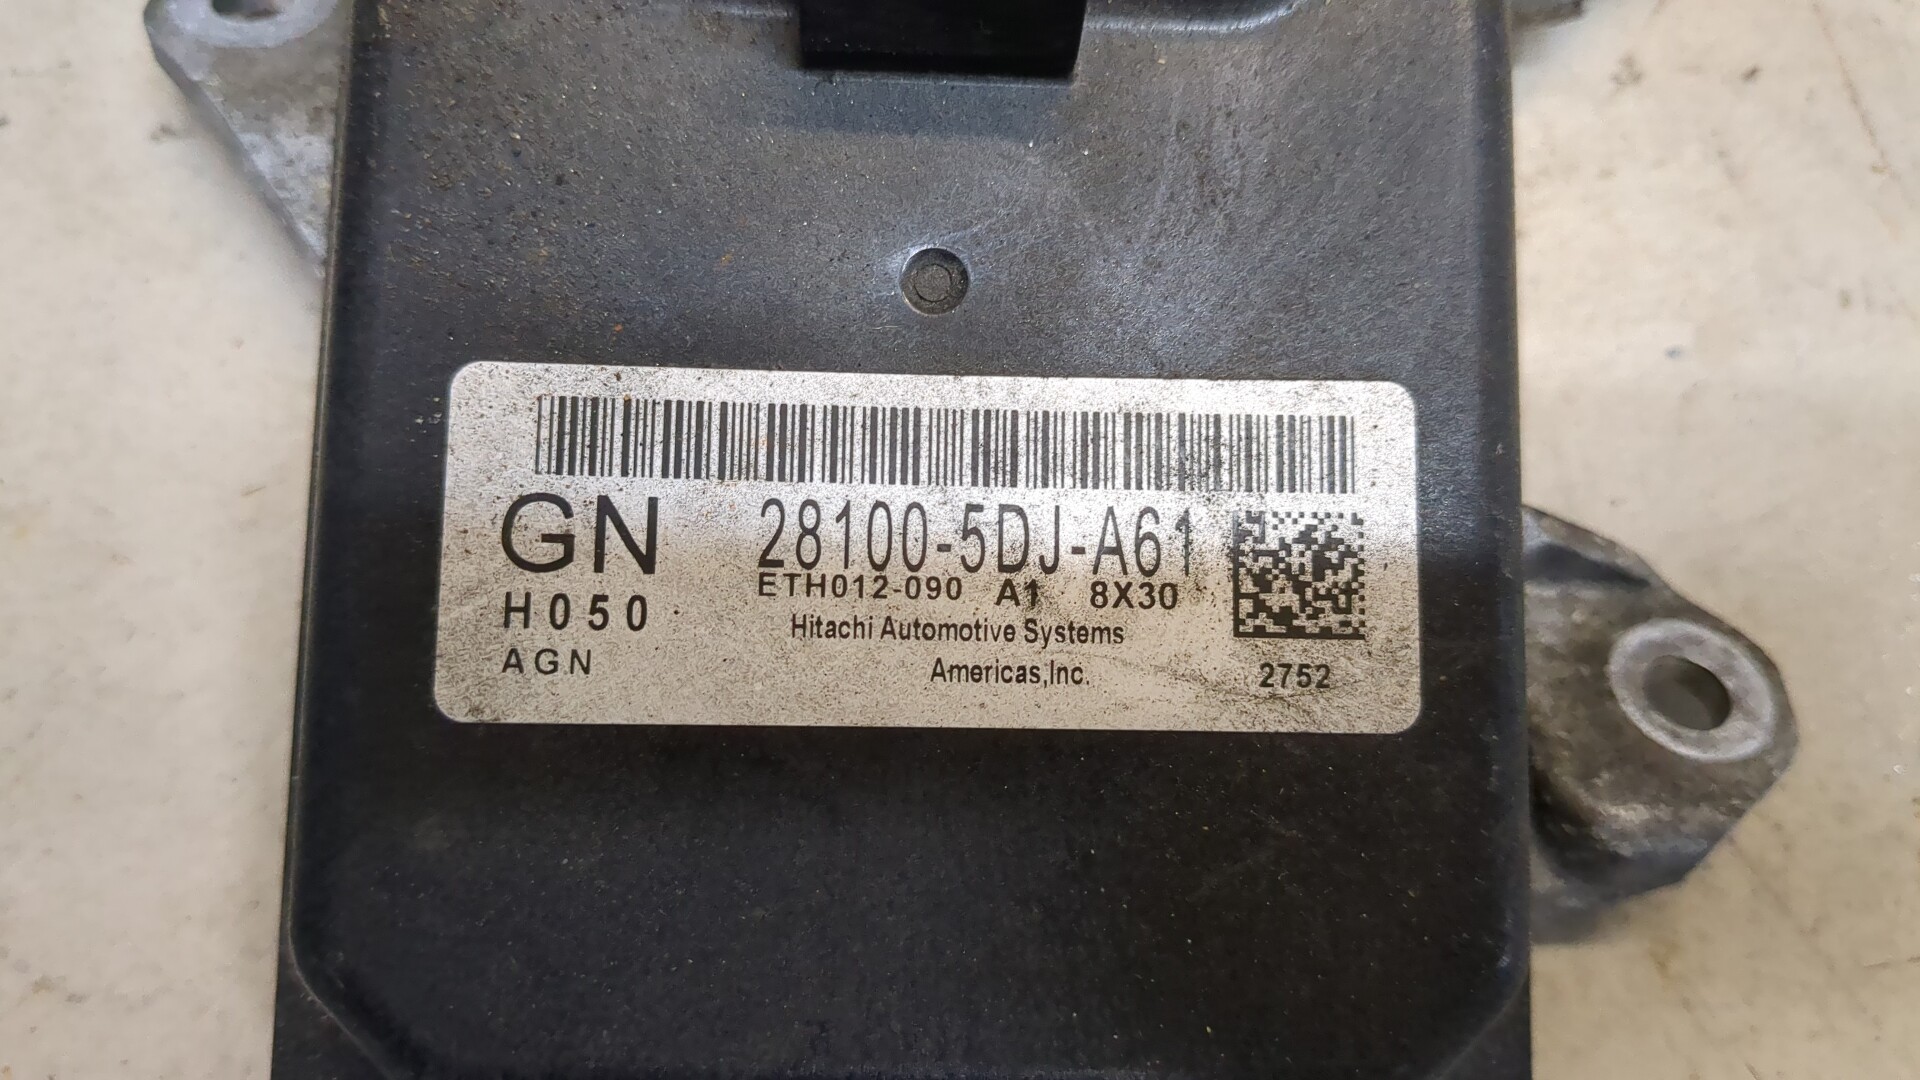 GN 28100-5DJ-A61
ETH012-090 A1 8X30
H050
Hitachi Automotive Systems
AGN Americas,Inc. 2752